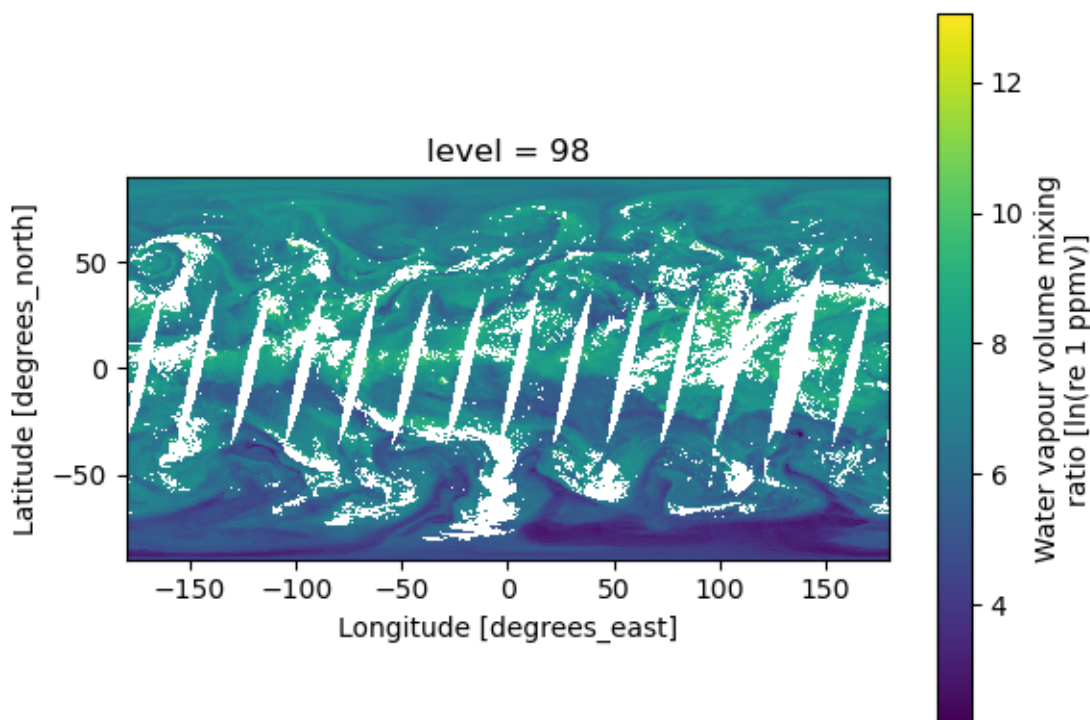 level = 98
50
0
−50
Latitude [degrees_north]
−150 −100 −50 0 50 100 150
Longitude [degrees_east]
12
10
8
6
4
Water vapour volume mixing
ratio [ln(re 1 ppmv)]